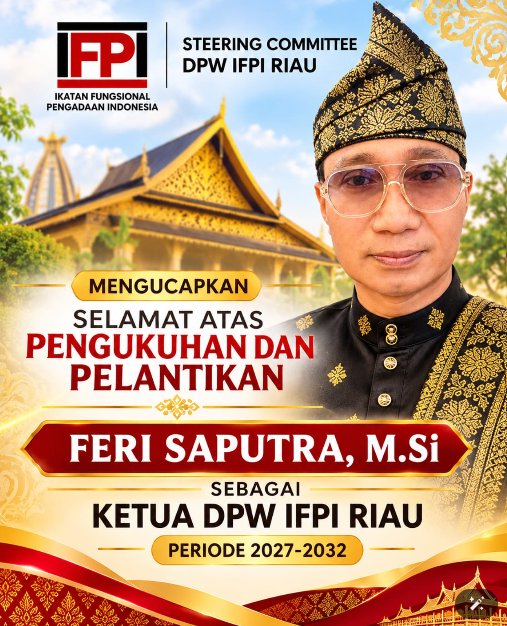 IFPI
IKATAN FUNGSIONAL
PENGADAAN INDONESIA
STEERING COMMITTEE
DPW IFPI RIAU
MENGUCAPKAN
SELAMAT ATAS
PENGUKUHAN DAN
PELANTIKAN
FERI SAPUTRA, M.Si
SEBAGAI
KETUA DPW IFPI RIAU
PERIODE 2027-2032